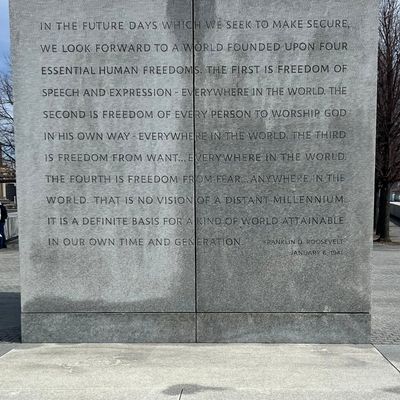 IN THE FUTURE DAYS WHICH WE SEEK TO MAKE SECURE,
WE LOOK FORWARD TO A WORLD FOUNDED UPON FOUR
ESSENTIAL HUMAN FREEDOMS. THE FIRST IS FREEDOM OF
SPEECH AND EXPRESSION - EVERYWHERE IN THE WORLD. THE
SECOND IS FREEDOM OF EVERY PERSON TO WORSHIP GOD
IN HIS OWN WAY - EVERYWHERE IN THE WORLD. THE THIRD
IS FREEDOM FROM WANT... EVERYWHERE IN THE WORLD.
THE FOURTH IS FREEDOM FROM FEAR... ANYWHERE IN THE
WORLD. THAT IS NO VISION OF A DISTANT MILLENNIUM.
IT IS A DEFINITE BASIS FOR A KIND OF WORLD ATTAINABLE
IN OUR OWN TIME AND GENERATION. -FRANKLIN D. ROOSEVELT
JANUARY 6, 1941